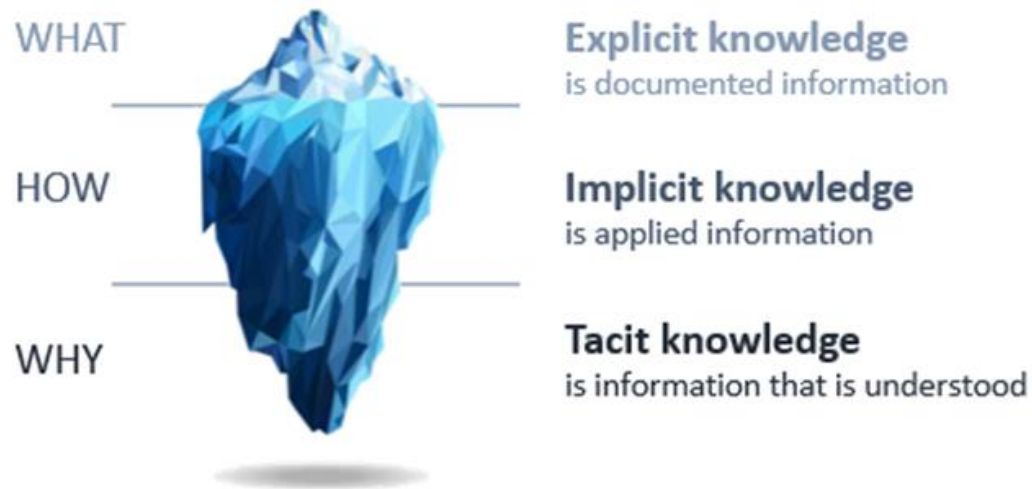 WHAT
Explicit knowledge
is documented information
HOW
Implicit knowledge
is applied information
WHY
Tacit knowledge
is information that is understood